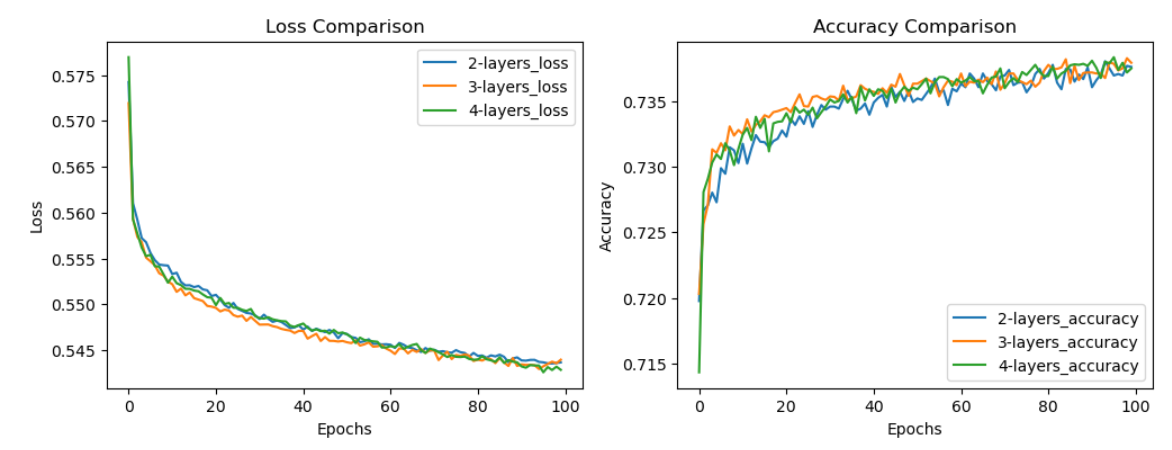 Loss Comparison
0.575
0.570
0.565
0.560
0.555
0.550
0.545
Loss
0 20 40 60 80 100
Epochs
2-layers_loss
3-layers_loss
4-layers_loss
Accuracy Comparison
0.735
0.730
0.725
0.720
0.715
Accuracy
0 20 40 60 80 100
Epochs
2-layers_accuracy
3-layers_accuracy
4-layers_accuracy